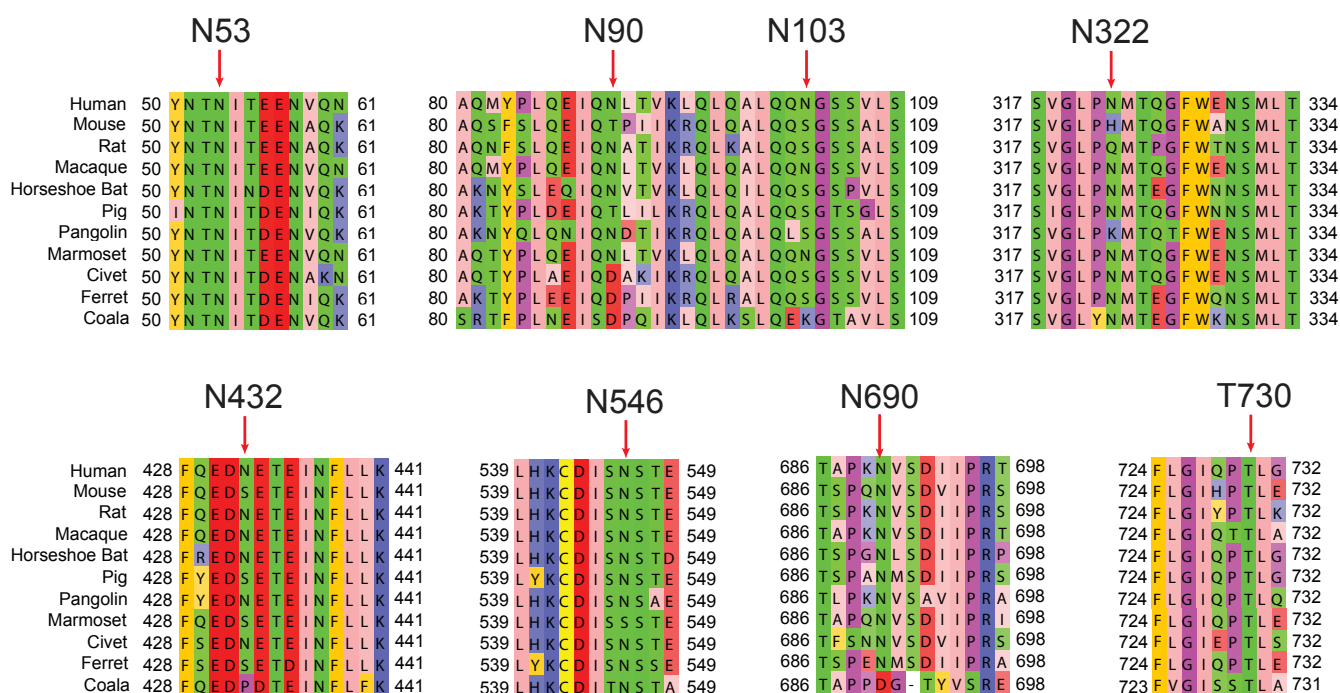 N53 N90 N103 N322
Human 50 YNTNITEENVQN 61 80 AQMYPLQEIQNLTVKLQLQALQQNGSSVLS 109 317 SVGLPNMTQGFWENSMLT 334
Mouse 50 YNTNITEENAQK 61 80 AQSFSLQEIQTPIIKRQLQALQQSGSSALS 109 317 SVGLPHMTQGFWANSMLT 334
Rat 50 YNTNITEENAQK 61 80 AQNFSLQEIQNATIKRQLKALQQSGSSALS 109 317 SVGLPQMTPGFWTNSMLT 334
Macaque 50 YNTNITEENVQN 61 80 AQMYPLQEIQNLTVKLQLQALQQNGSSVLS 109 317 SVGLPNMTQGFWENSMLT 334
Horseshoe Bat 50 YNTNINDENVQK 61 80 AKNYSLEQIQNVTVKLQLQILQQSGSPVLS 109 317 SVGLPNMTEGFWNNSMLT 334
Pig 50 INTNITDENIQK 61 80 AKTYPLDEIQTLILKRQLQALQQSGTSGLS 109 317 SIGLPNMTQGFWNNSMLT 334
Pangolin 50 YNTNITDENVQK 61 80 AKNYQLQNIQNDTIKRQLQALQLSGSSALS 109 317 SVGLPKMTQTFWENSMLT 334
Marmoset 50 YNTNITDENVQN 61 80 AQTYPLQEIQNLTVKLQLQALQQNGSSVLS 109 317 SVGLPNMTQGFWENSMLT 334
Civet 50 YNTNITDENAKN 61 80 AQTYPLAEIQDAKIKRQLQALQQSGSSVLS 109 317 SVGLPNMTQGFWENSMLT 334
Ferret 50 YNTNITDENIQK 61 80 AKTYPLEEIQDPIIKRQLRALQQSGSSVLS 109 317 SVGLPNMTEGFWQNSMLT 334
Coala 50 YNTNITDENVQK 61 80 SRTFPLNEISDPQIKLQLKSLQEKGTAVLS 109 317 SVGLYNMTEGFWKNSMLT 334
N432 N546 N690 T730
Human 428 FQEDNETEINFLLK 441 539 LHKCDISNSTE 549 686 TAPKNVSDIIPRT 698 724 FLGIQPTLG 732
Mouse 428 FQEDSETEINFLLK 441 539 LHKCDISNSTE 549 686 TSPQNVSDVIPRS 698 724 FLGIHPTLE 732
Rat 428 FQEDNETEINFLLK 441 539 LHKCDISNSTE 549 686 TSPKNVSDIIPRS 698 724 FLGIYPTLK 732
Macaque 428 FQEDNETEINFLLK 441 539 LHKCDISNSTE 549 686 TAPKNVSDIIPRT 698 724 FLGIQTTLA 732
Horseshoe Bat 428 FREDNETEINFLLK 441 539 LHKCDISNSTD 549 686 TSPGNLSDIIPRP 698 724 FLGIQPTLG 732
Pig 428 FYEDSETEINFLLK 441 539 LYKCDISNSTE 549 686 TSPANMSDIIPRS 698 724 FLGIQPTLG 732
Pangolin 428 FYEDNETEINFLLK 441 539 LHKCDISNSAE 549 686 TLPKNVSAVIPRA 698 724 FLGIQPTLQ 732
Marmoset 428 FQEDNETEINFLLK 441 539 LHKCDISSSTE 549 686 TAPQNVSDIIPRI 698 724 FLGIQPTLE 732
Civet 428 FSEDNETEINFLLK 441 539 LHKCDISNSTE 549 686 TFSNNVSDVIPRS 698 724 FLGIEPTLS 732
Ferret 428 FSEDSETDINFLLK 441 539 LYKCDISNSSE 549 686 TSPENMSDIIPRA 698 724 FLGIQPTLE 732
Coala 428 FQEDPDTEINFLFK 441 539 LHKCDITNSTA 549 686 TAPPDG-TYVSRE 698 723 FVGISSTLA 731